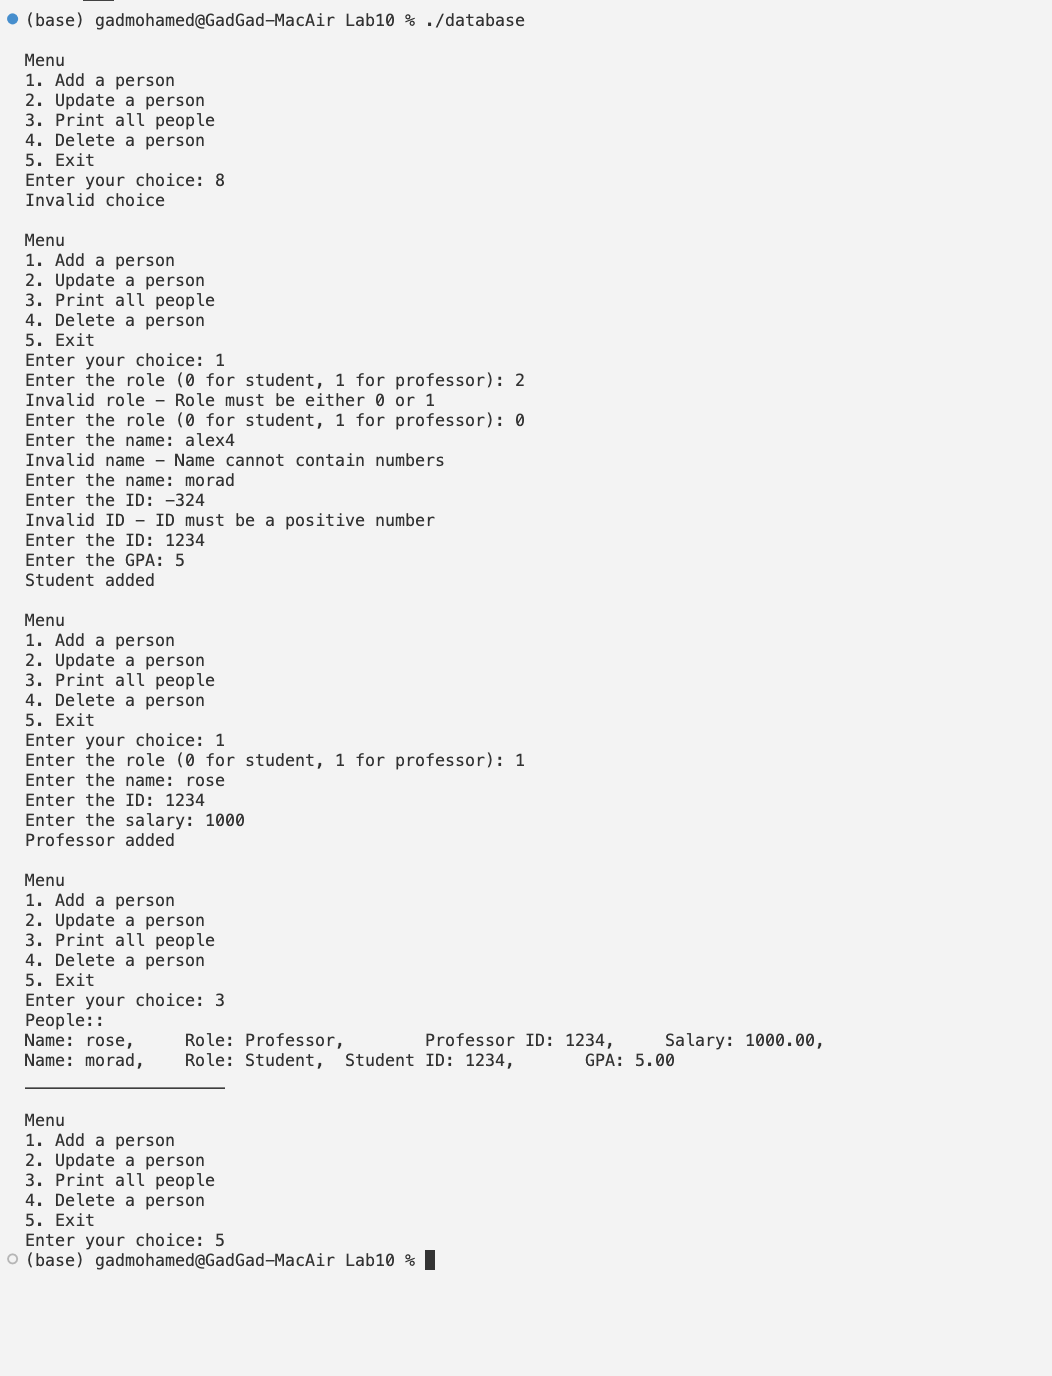 (base) gadmohamed@GadGad-MacAir Lab10 % ./database
Menu
1. Add a person
2. Update a person
3. Print all people
4. Delete a person
5. Exit
Enter your choice: 8
Invalid choice
Menu
1. Add a person
2. Update a person
3. Print all people
4. Delete a person
5. Exit
Enter your choice: 1
Enter the role (0 for student, 1 for professor): 2
Invalid role - Role must be either 0 or 1
Enter the role (0 for student, 1 for professor): 0
Enter the name: alex4
Invalid name - Name cannot contain numbers
Enter the name: morad
Enter the ID: -324
Invalid ID - ID must be a positive number
Enter the ID: 1234
Enter the GPA: 5
Student added
Menu
1. Add a person
2. Update a person
3. Print all people
4. Delete a person
5. Exit
Enter your choice: 1
Enter the role (0 for student, 1 for professor): 1
Enter the name: rose
Enter the ID: 1234
Enter the salary: 1000
Professor added
Menu
1. Add a person
2. Update a person
3. Print all people
4. Delete a person
5. Exit
Enter your choice: 3
People::
Name: rose,     Role: Professor,        Professor ID: 1234,     Salary: 1000.00,
Name: morad,    Role: Student,  Student ID: 1234,       GPA: 5.00
____________________
Menu
1. Add a person
2. Update a person
3. Print all people
4. Delete a person
5. Exit
Enter your choice: 5
(base) gadmohamed@GadGad-MacAir Lab10 %